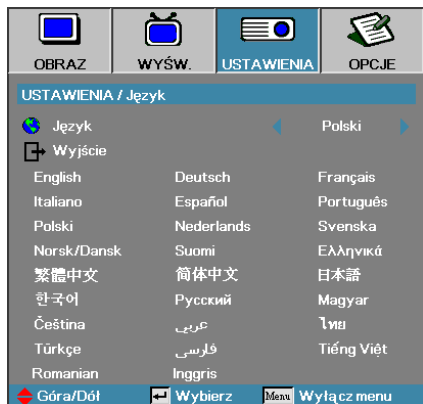 OBRAZ WYŚW. USTAWIENIA OPCJE
USTAWIENIA / Język
Język Polski
Wyjście
English Deutsch Français
Italiano Español Português
Polski Nederlands Svenska
Norsk/Dansk Suomi Ελληνικά
繁體中文 简体中文 日本語
한국어 Русский Magyar
Čeština عربي ไทย
Türkçe فارسی Tiếng Việt
Romanian Inggris
Góra/Dół Wybierz Menu Wyłącz menu